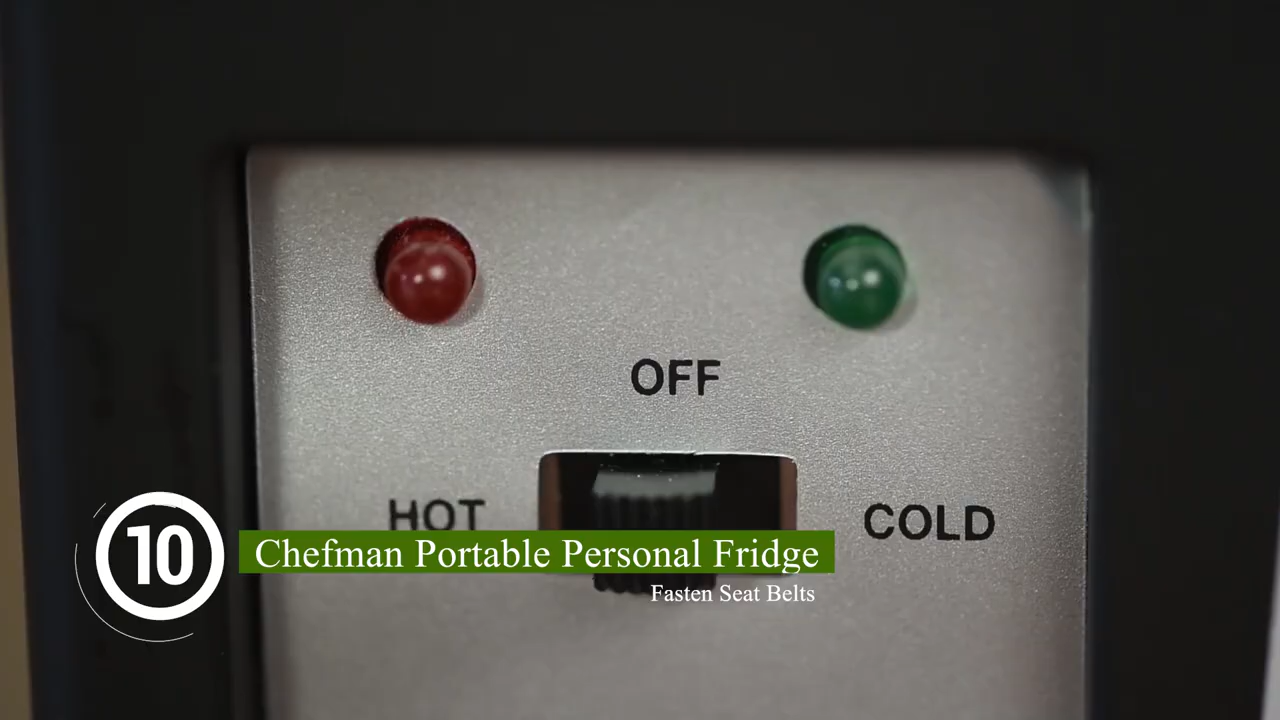 OFF
HOT
COLD
10
Chefman Portable Personal Fridge
Fasten Seat Belts